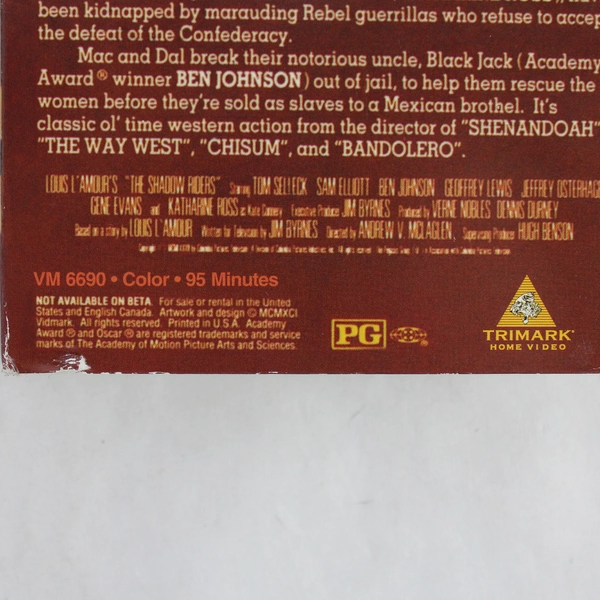 been kidnapped by marauding Rebel guerrillas who refuse to accep
the defeat of the Confederacy.
Mac and Dal break their notorious uncle, Black Jack (Academy
Award® winner BEN JOHNSON) out of jail, to help them rescue the
women before they're sold as slaves to a Mexican brothel. It's
classic ol' time western action from the director of "SHENANDOAH"
"THE WAY WEST", "CHISUM", and "BANDOLERO".
LOUIS L'AMOUR'S "THE SHADOW RIDERS" Starring TOM SELLECK SAM ELLIOTT BEN JOHNSON GEOFFREY LEWIS JEFFREY OSTERHAG
GENE EVANS and KATHARINE ROSS as Kate Connery Executive Producer JIM BYRNES Produced by VERNE NOBLES DENNIS DURNEY
Based on a story by LOUIS L'AMOUR Written for Television by JIM BYRNES Directed by ANDREW V. MCLAGLEN, Supervising Producer HUGH BENSON
VM 6690 • Color • 95 Minutes
NOT AVAILABLE ON BETA. For sale or rental in the United
States and English Canada. Artwork and design © MCMXCI
Vidmark. All rights reserved. Printed in U.S.A. Academy
Award ® and Oscar ® are registered trademarks and service
marks of The Academy of Motion Picture Arts and Sciences.
PG
TRIMARK
HOME VIDEO